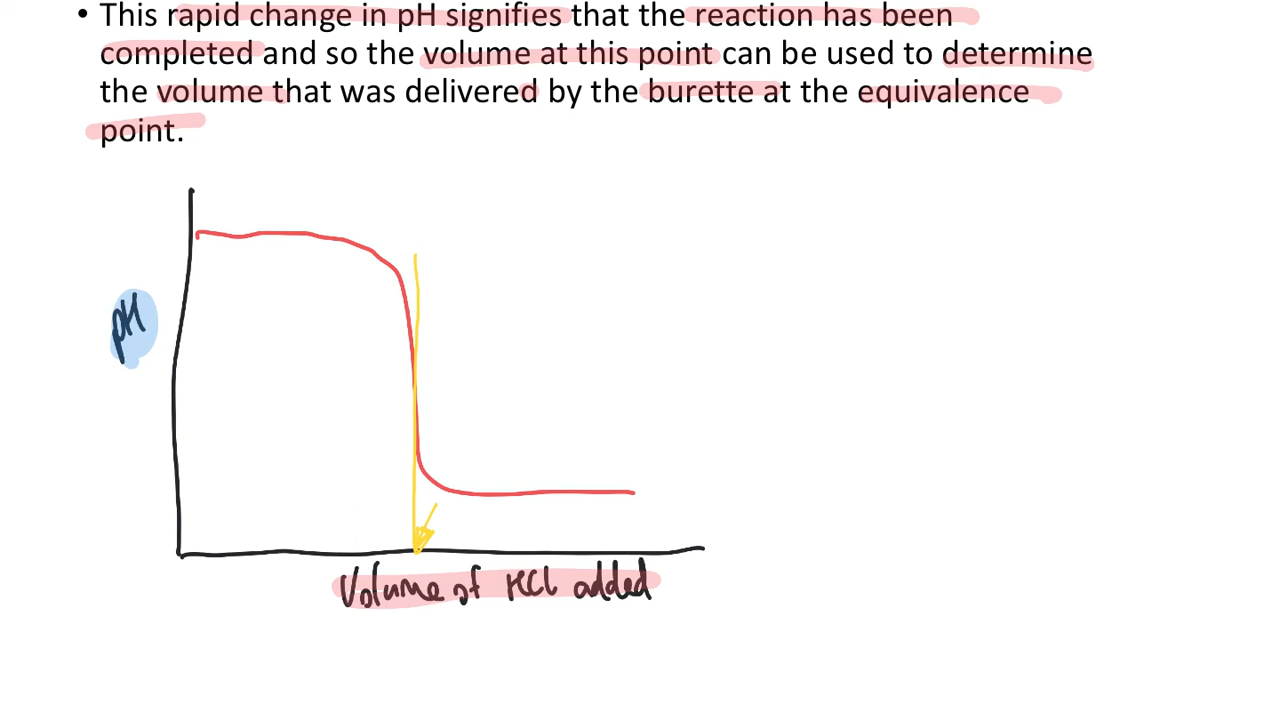 • This rapid change in pH signifies that the reaction has been
completed and so the volume at this point can be used to determine
the volume that was delivered by the burette at the equivalence
point.
pH
Volume of HCl added